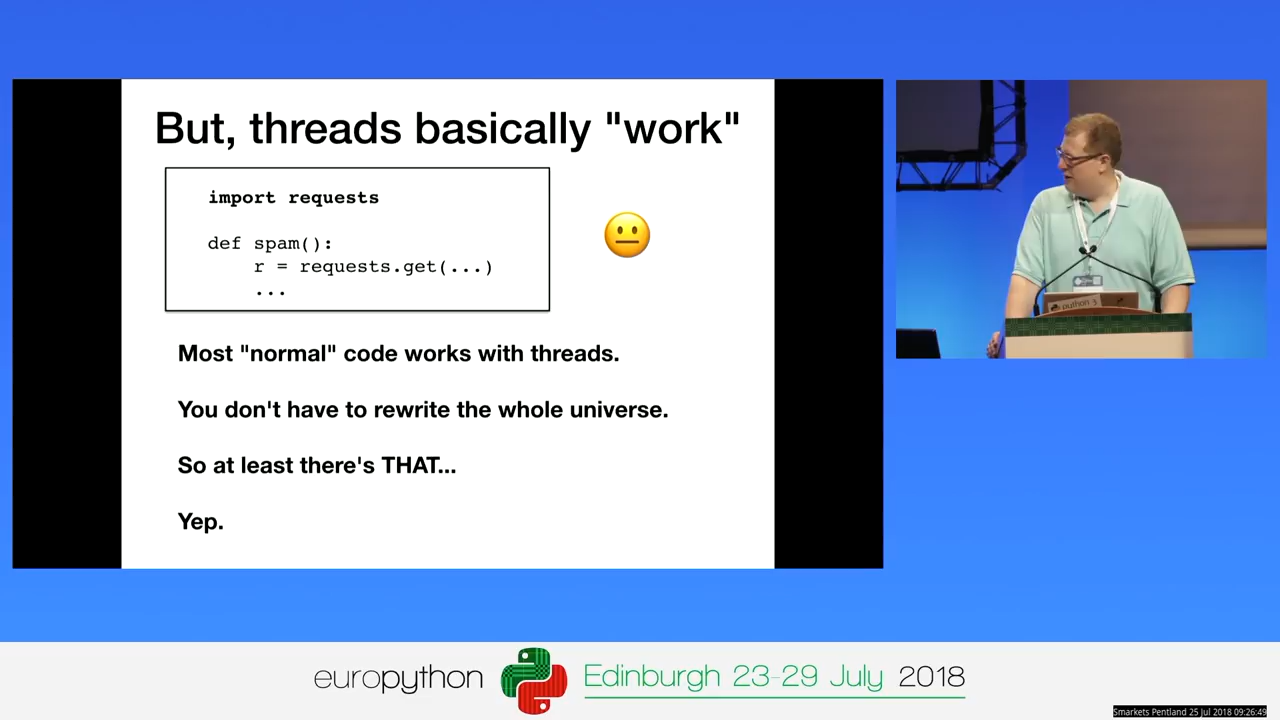 But, threads basically "work"
import requests
def spam():
r = requests.get(...)
...
Most "normal" code works with threads.
You don't have to rewrite the whole universe.
So at least there's THAT...
Yep.
python 3
europython Edinburgh 23-29 July 2018
Smarkets Pentland 25 Jul 2018 09:26:49